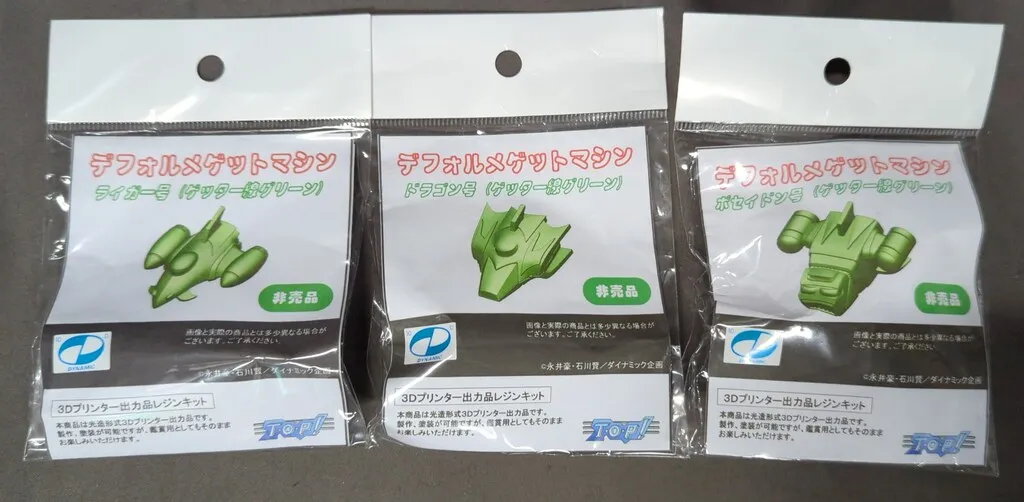 デフォルメゲットマシン
ライガー号(ゲッター線グリーン)
非売品
画像と実際の商品とは多少異なる場合が
ございます。ご了承ください。
DYNAMIC
©永井豪・石川賢/ダイナミック企画
3Dプリンター出力品レジンキット
本商品は光造形式3Dプリンター出力品です。
製作、塗装が可能ですが、鑑賞用としてもそのまま
お楽しみいただけます。
T・O・P!
デフォルメゲットマシン
ドラゴン号(ゲッター線グリーン)
非売品
画像と実際の商品とは多少異なる場合が
ございます。ご了承ください。
DYNAMIC
©永井豪・石川賢/ダイナミック企画
3Dプリンター出力品レジンキット
本商品は光造形式3Dプリンター出力品です。
製作、塗装が可能ですが、鑑賞用としてもそのまま
お楽しみいただけます。
T・O・P!
デフォルメゲットマシン
ポセイドン号(ゲッター線グリーン)
非売品
画像と実際の商品とは多少異なる場合が
ございます。ご了承ください。
DYNAMIC
©永井豪・石川賢/ダイナミック企画
3Dプリンター出力品レジンキット
本商品は光造形式3Dプリンター出力品です。
製作、塗装が可能ですが、鑑賞用としてもそのまま
お楽しみいただけます。
T・O・P!